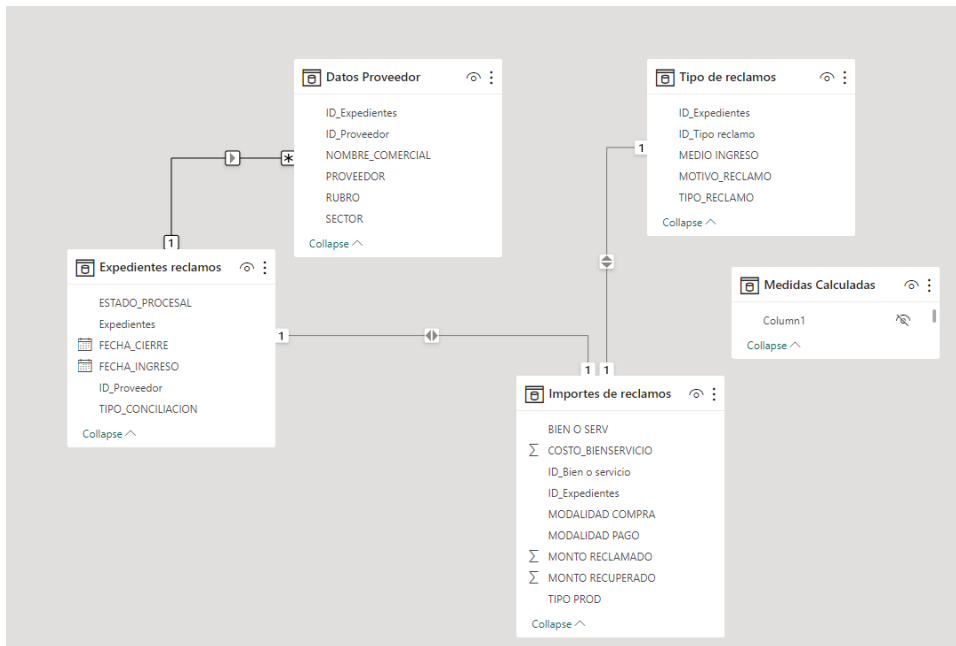 Datos Proveedor
ID_Expedientes
ID_Proveedor
NOMBRE_COMERCIAL
PROVEEDOR
RUBRO
SECTOR
Collapse
Tipo de reclamos
ID_Expedientes
ID_Tipo reclamo
MEDIO INGRESO
MOTIVO_RECLAMO
TIPO_RECLAMO
Collapse
1
*
1
Expedientes reclamos
ESTADO_PROCESAL
Expedientes
FECHA_CIERRE
FECHA_INGRESO
ID_Proveedor
TIPO_CONCILIACION
Collapse
Medidas Calculadas
Column1
Collapse
1
1 1
Importes de reclamos
BIEN O SERV
Σ COSTO_BIENSERVICIO
ID_Bien o servicio
ID_Expedientes
MODALIDAD COMPRA
MODALIDAD PAGO
Σ MONTO RECLAMADO
Σ MONTO RECUPERADO
TIPO PROD
Collapse